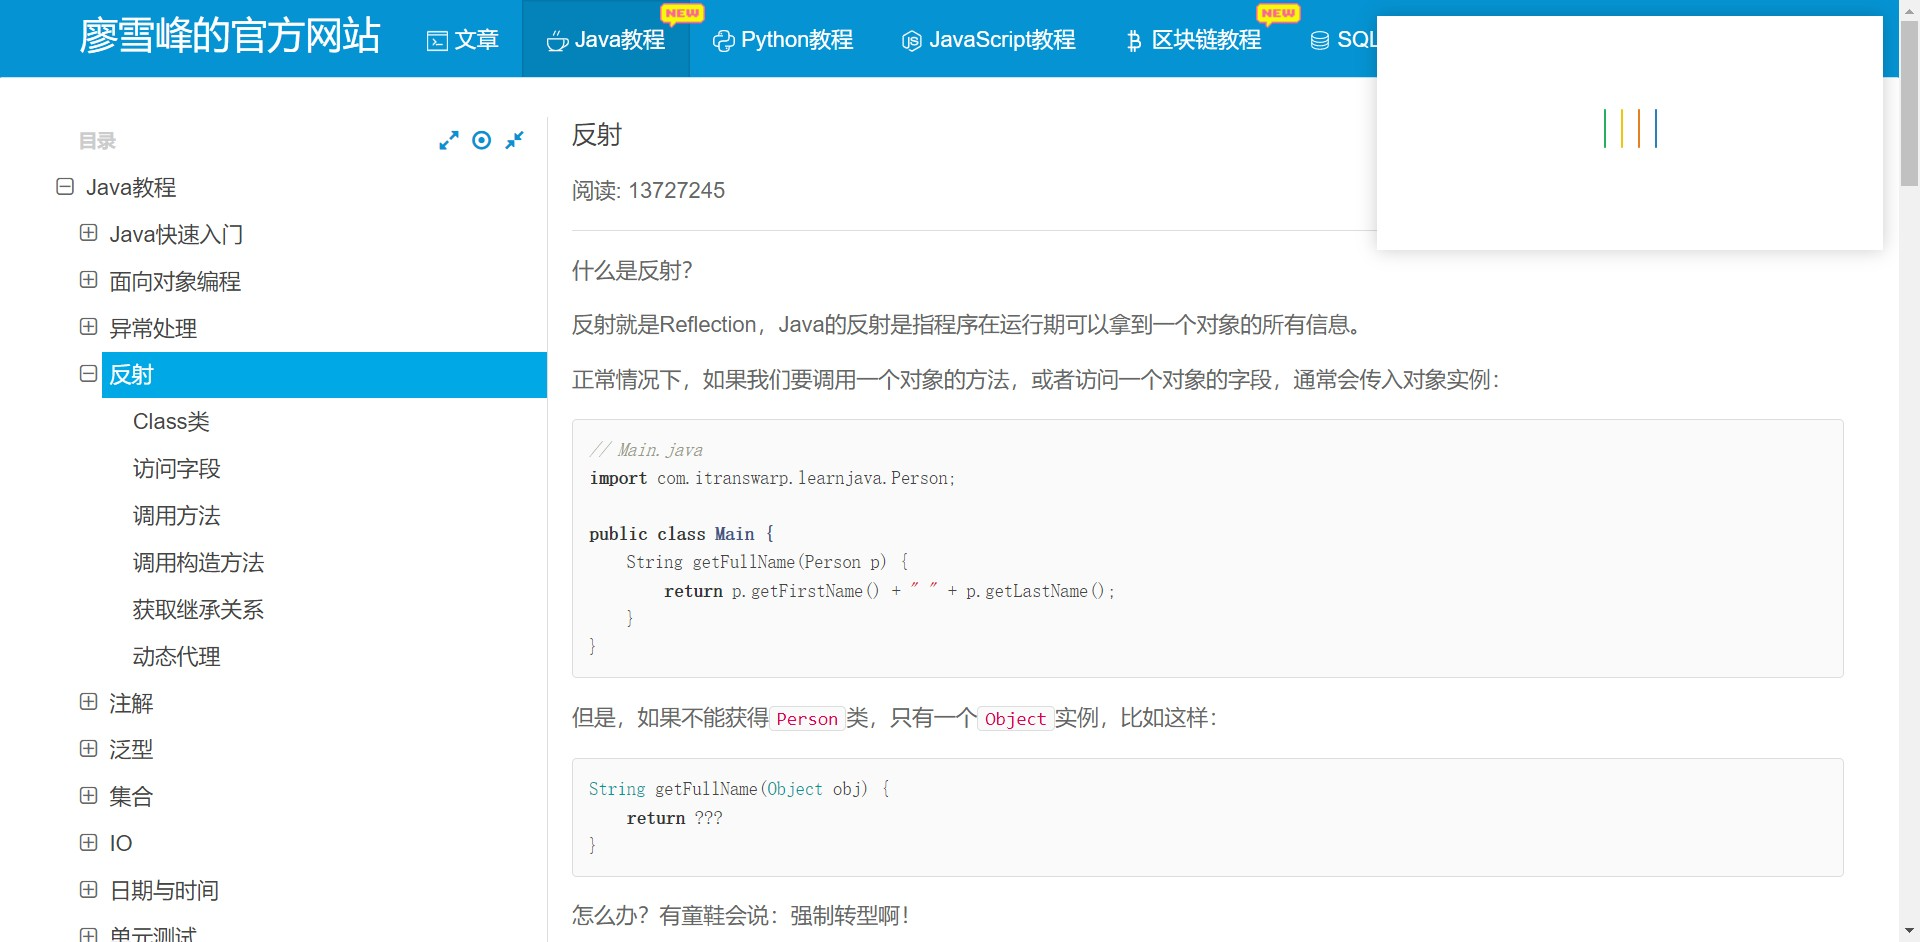 廖雪峰的官方网站
文章
Java教程
NEW
Python教程
JavaScript教程
区块链教程
NEW
SQL
目录
Java教程
Java快速入门
面向对象编程
异常处理
反射
Class类
访问字段
调用方法
调用构造方法
获取继承关系
动态代理
注解
泛型
集合
IO
日期与时间
单元测试
反射
阅读: 13727245
什么是反射？
反射就是Reflection，Java的反射是指程序在运行期可以拿到一个对象的所有信息。
正常情况下，如果我们要调用一个对象的方法，或者访问一个对象的字段，通常会传入对象实例：
// Main.java
import com.itranswarp.learnjava.Person;
public class Main {
String getFullName(Person p) {
return p.getFirstName() + " " + p.getLastName();
}
}
但是，如果不能获得Person类，只有一个Object实例，比如这样：
String getFullName(Object obj) {
return ???
}
怎么办？有童鞋会说：强制转型啊！